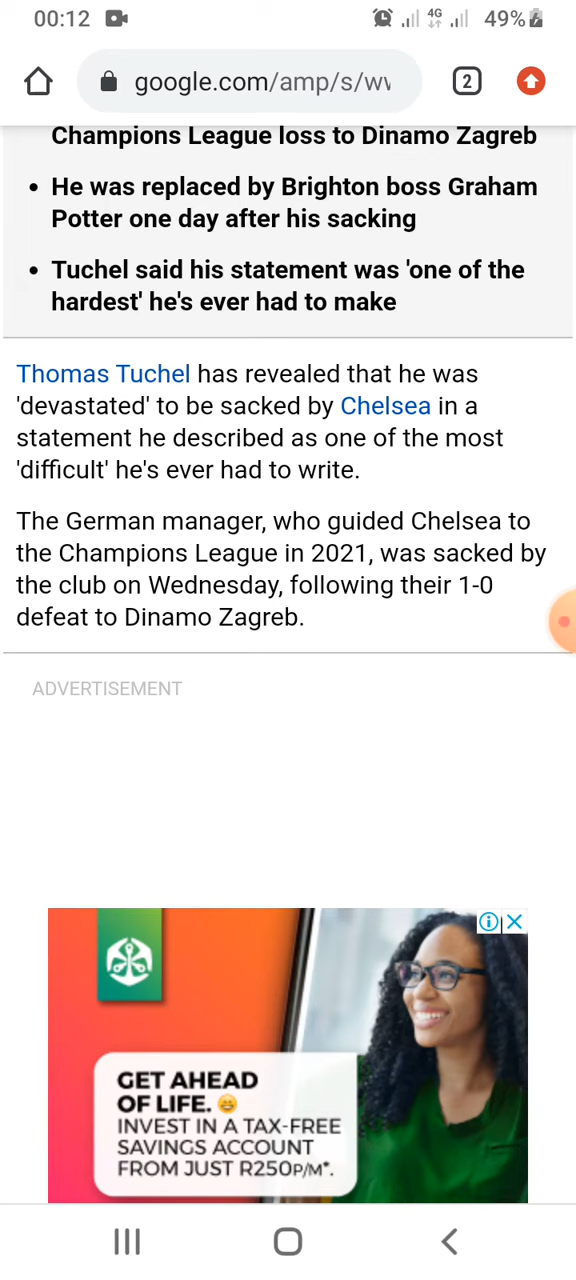 00:12 4G 49%
google.com/amp/s/wv 2
Champions League loss to Dinamo Zagreb
• He was replaced by Brighton boss Graham
Potter one day after his sacking
• Tuchel said his statement was 'one of the
hardest' he's ever had to make
Thomas Tuchel has revealed that he was
'devastated' to be sacked by Chelsea in a
statement he described as one of the most
'difficult' he's ever had to write.
The German manager, who guided Chelsea to
the Champions League in 2021, was sacked by
the club on Wednesday, following their 1-0
defeat to Dinamo Zagreb.
ADVERTISEMENT
GET AHEAD
OF LIFE. 😄
INVEST IN A TAX-FREE
SAVINGS ACCOUNT
FROM JUST R250P/M*.